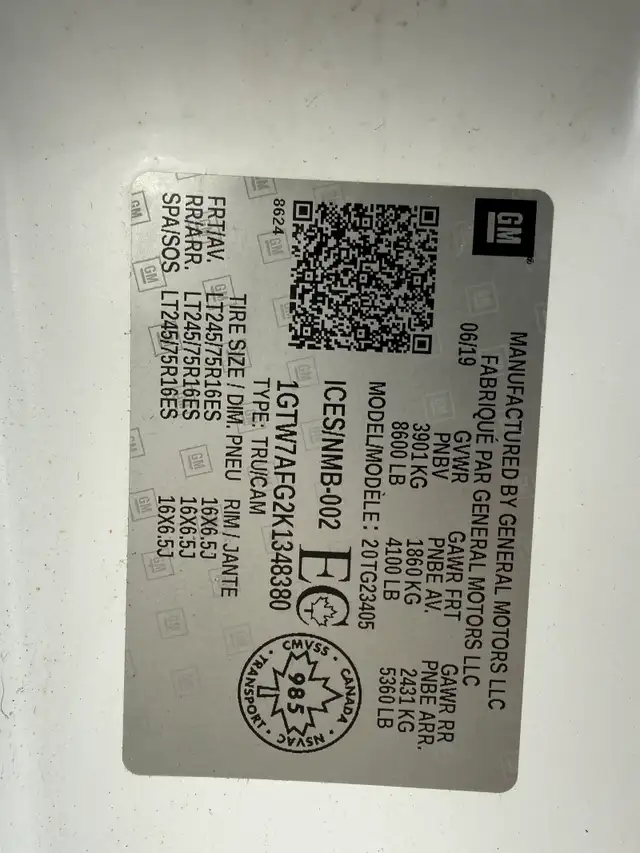 GM
MANUFACTURED BY GENERAL MOTORS LLC
FABRIQUÉ PAR GENERAL MOTORS LLC
06/19
GVWR GAWR FRT GAWR RR
PNBV PNBE AV. PNBE ARR.
3901 KG 1860 KG 2431 KG
8600 LB 4100 LB 5360 LB
MODEL/MODÈLE: 20TG23405
ICES/NMB-002 EC
1GTW7AFG2K1348380
TYPE: TRU/CAM
8624
CANADA
CMVSS
985
NSVAC
TRANSPORT
TIRE SIZE / DIM. PNEU RIM / JANTE
FRT/AV. LT245/75R16ES 16X6.5J
RR/ARR. LT245/75R16ES 16X6.5J
SPA/SOS LT245/75R16ES 16X6.5J